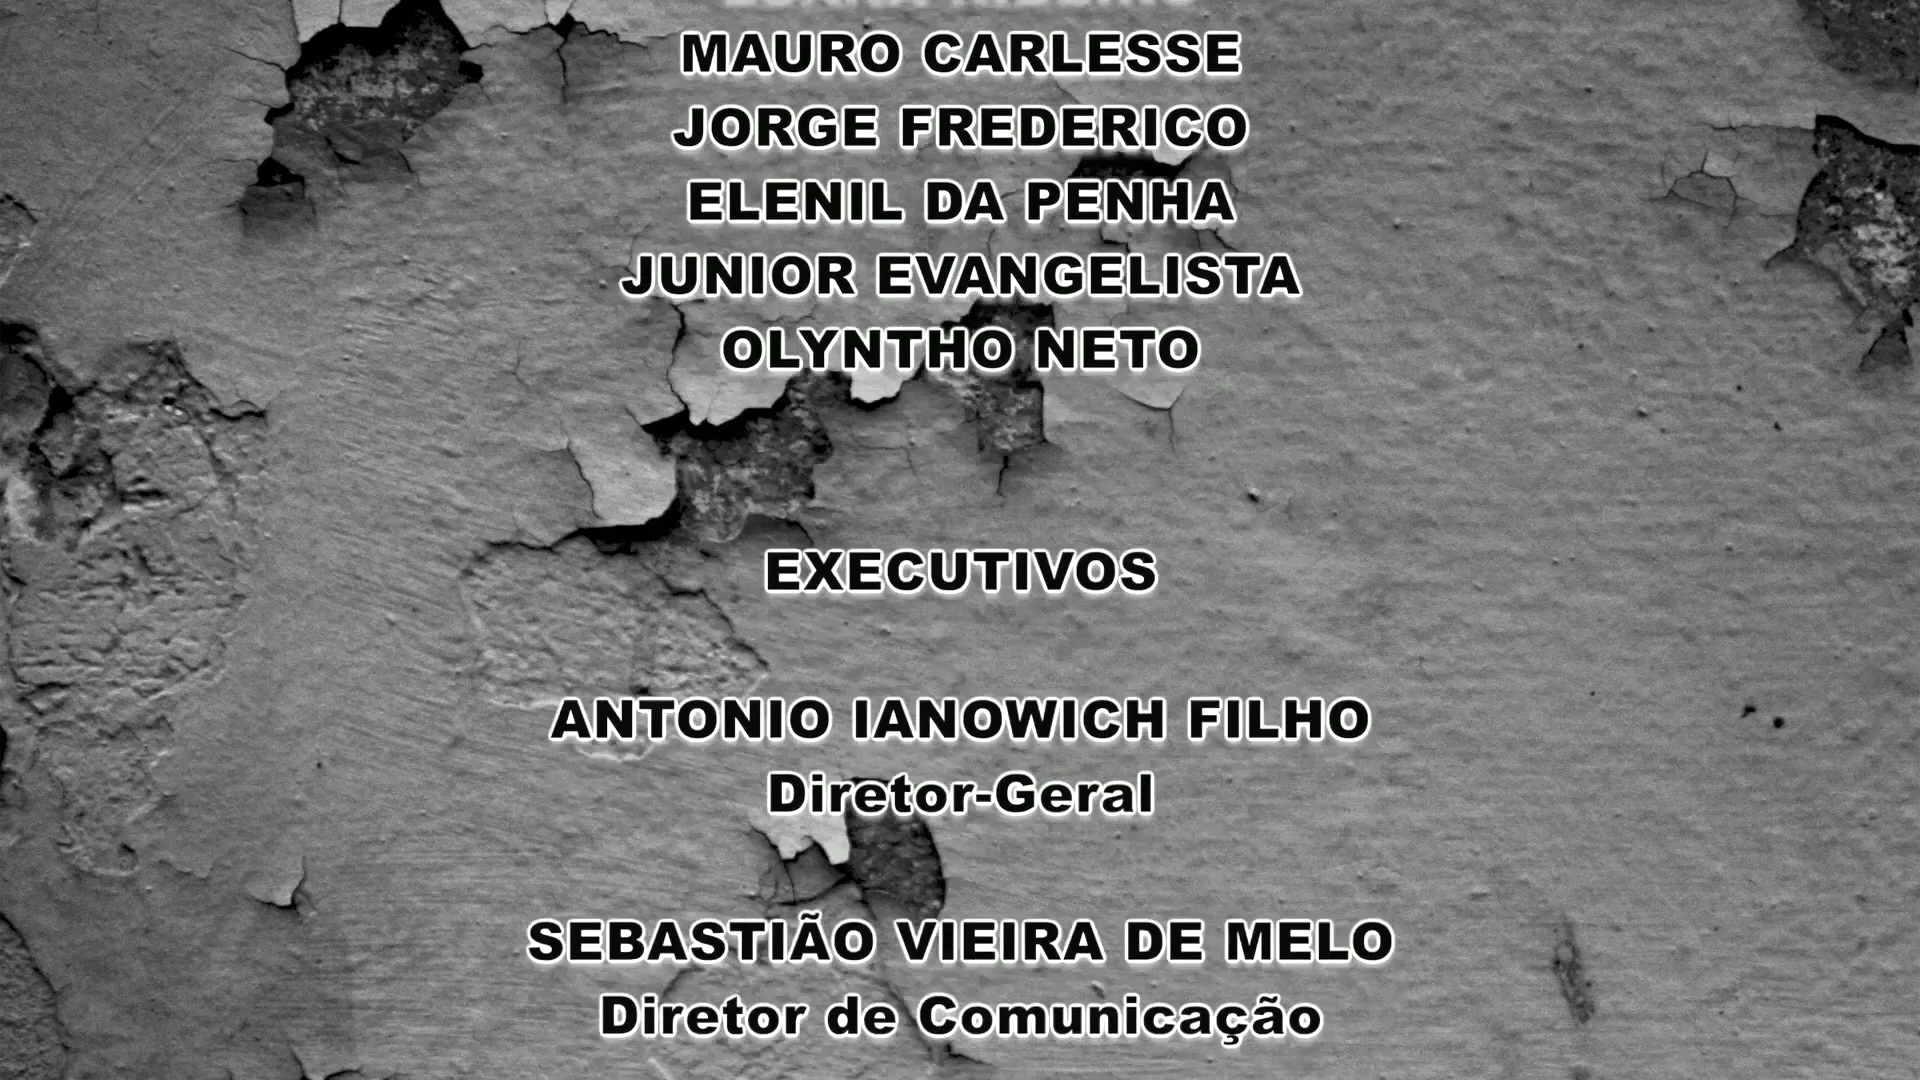 MAURO CARLESSE
JORGE FREDERICO
ELENIL DA PENHA
JUNIOR EVANGELISTA
OLYNTHO NETO
EXECUTIVOS
ANTONIO IANOWICH FILHO
Diretor-Geral
SEBASTIÃO VIEIRA DE MELO
Diretor de Comunicação